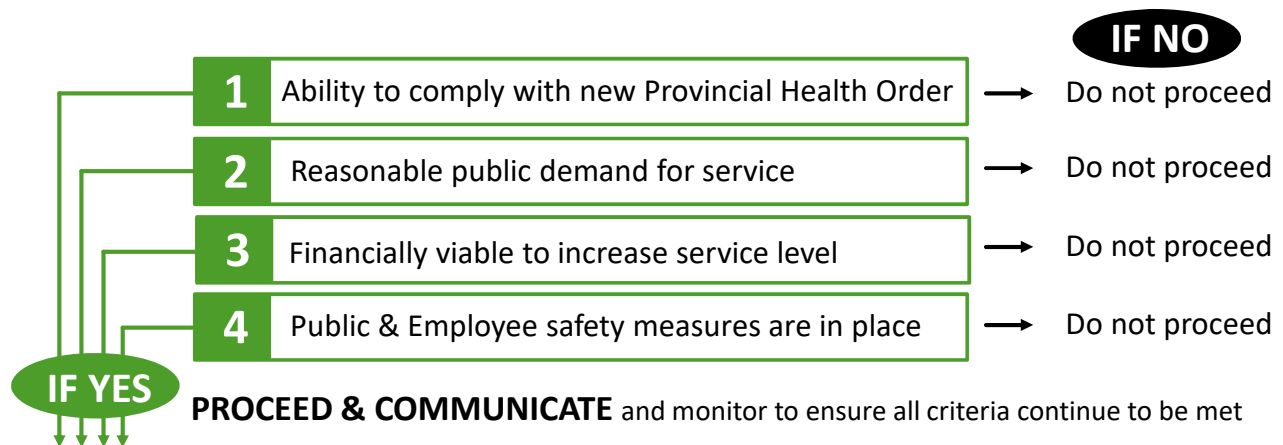 IF NO
1 Ability to comply with new Provincial Health Order → Do not proceed
2 Reasonable public demand for service → Do not proceed
3 Financially viable to increase service level → Do not proceed
4 Public & Employee safety measures are in place → Do not proceed
IF YES
PROCEED & COMMUNICATE and monitor to ensure all criteria continue to be met